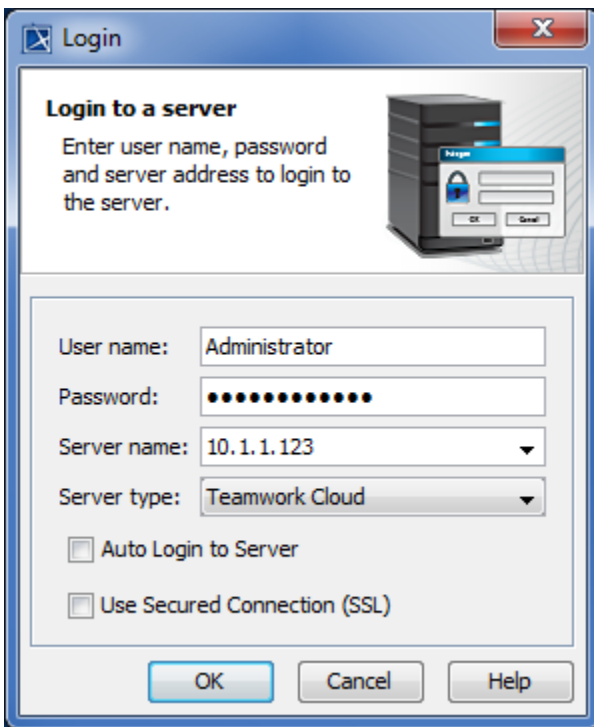 Login
Login to a server
Enter user name, password
and server address to login to
the server.
User name: Administrator
Password: ••••••••••••
Server name: 10.1.1.123
Server type: Teamwork Cloud
Auto Login to Server
Use Secured Connection (SSL)
OK Cancel Help